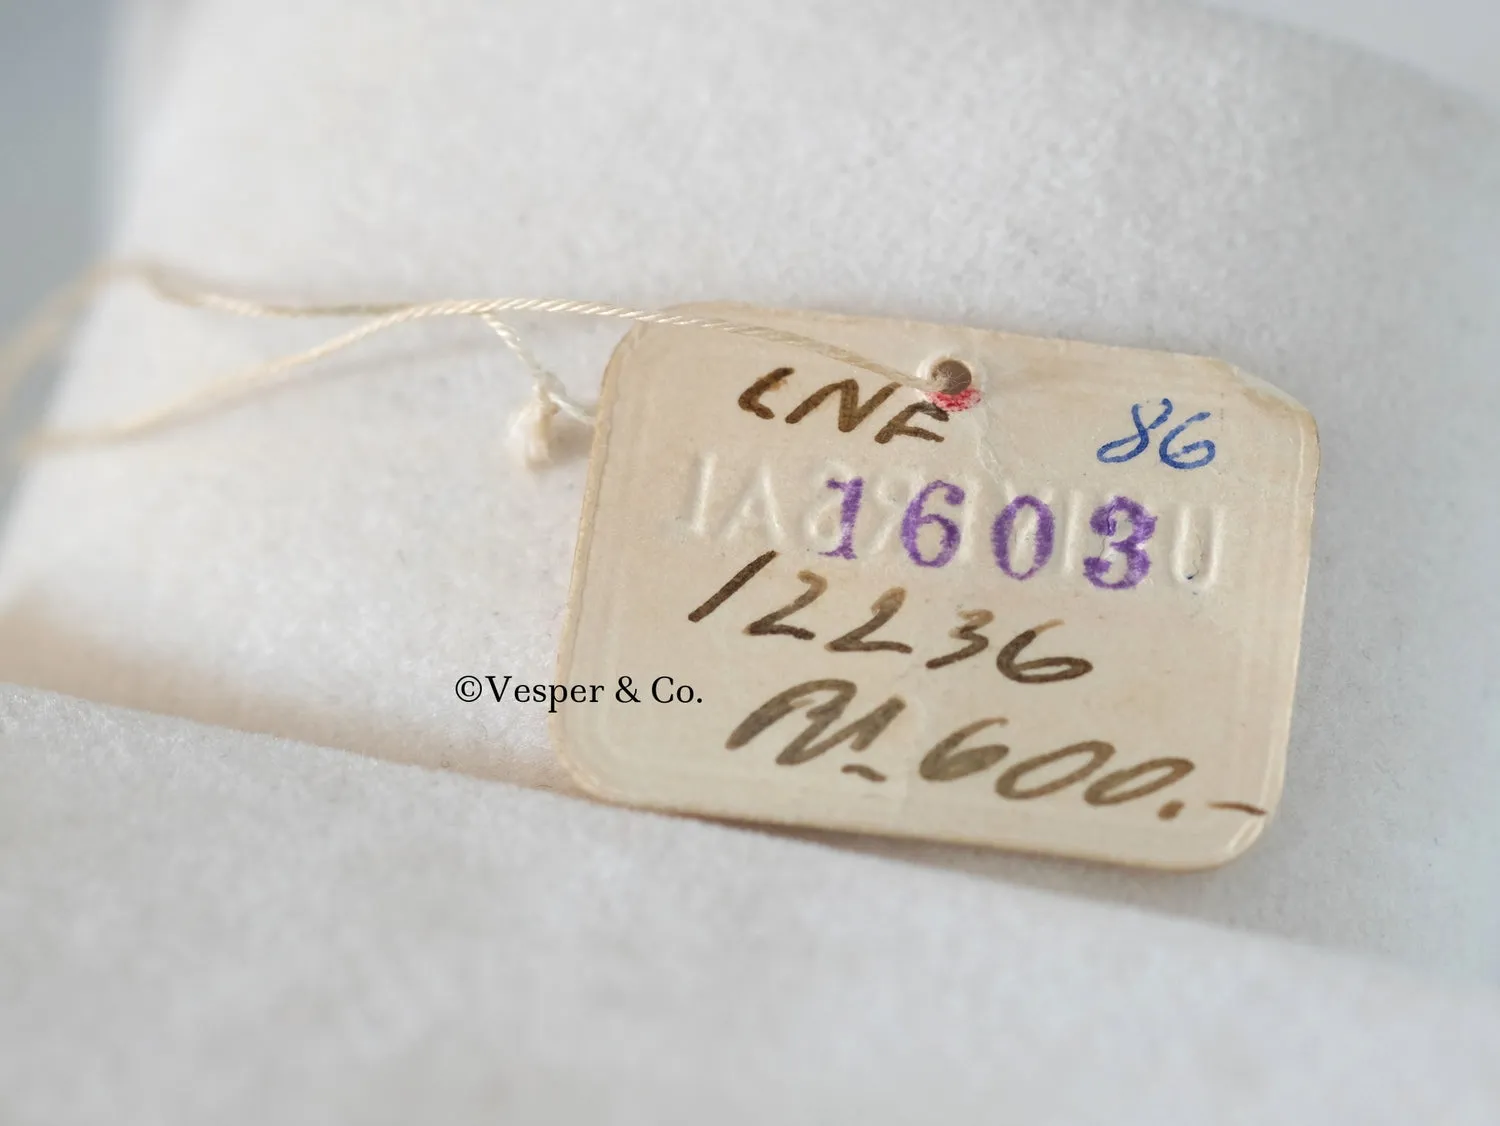 LNF
86
1603
12236
600.-
©Vesper & Co.